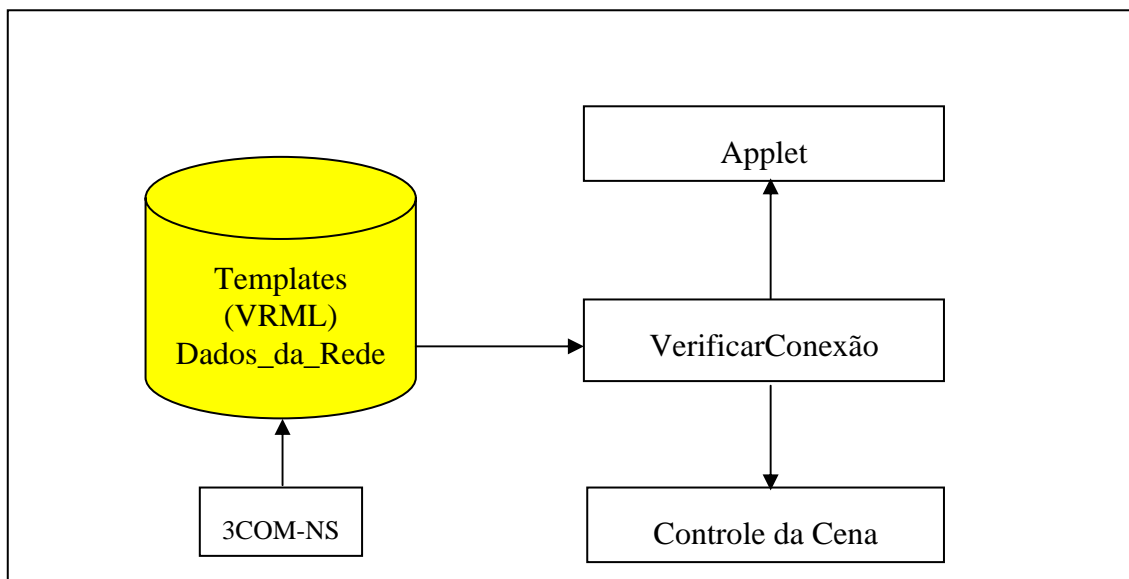 Applet
Templates
(VRML)
Dados_da_Rede
VerificarConexão
3COM-NS
Controle da Cena